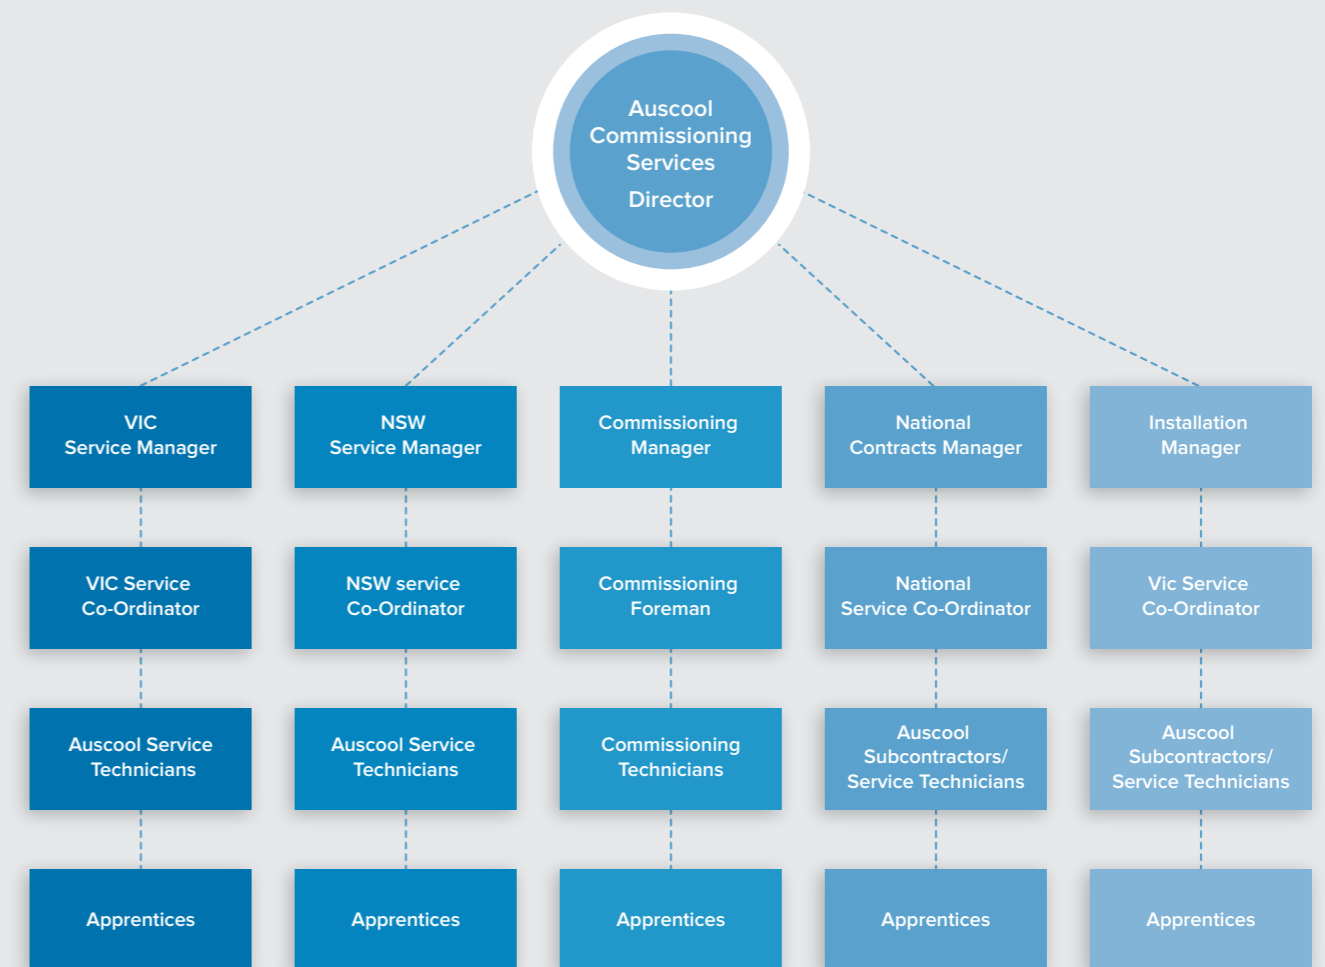 Auscool
Commissioning
Services
Director
VIC
Service Manager
NSW
Service Manager
Commissioning
Manager
National
Contracts Manager
Installation
Manager
VIC Service
Co-Ordinator
NSW service
Co-Ordinator
Commissioning
Foreman
National
Service Co-Ordinator
Vic Service
Co-Ordinator
Auscool Service
Technicians
Auscool Service
Technicians
Commissioning
Technicians
Auscool
Subcontractors/
Service Technicians
Auscool
Subcontractors/
Service Technicians
Apprentices
Apprentices
Apprentices
Apprentices
Apprentices